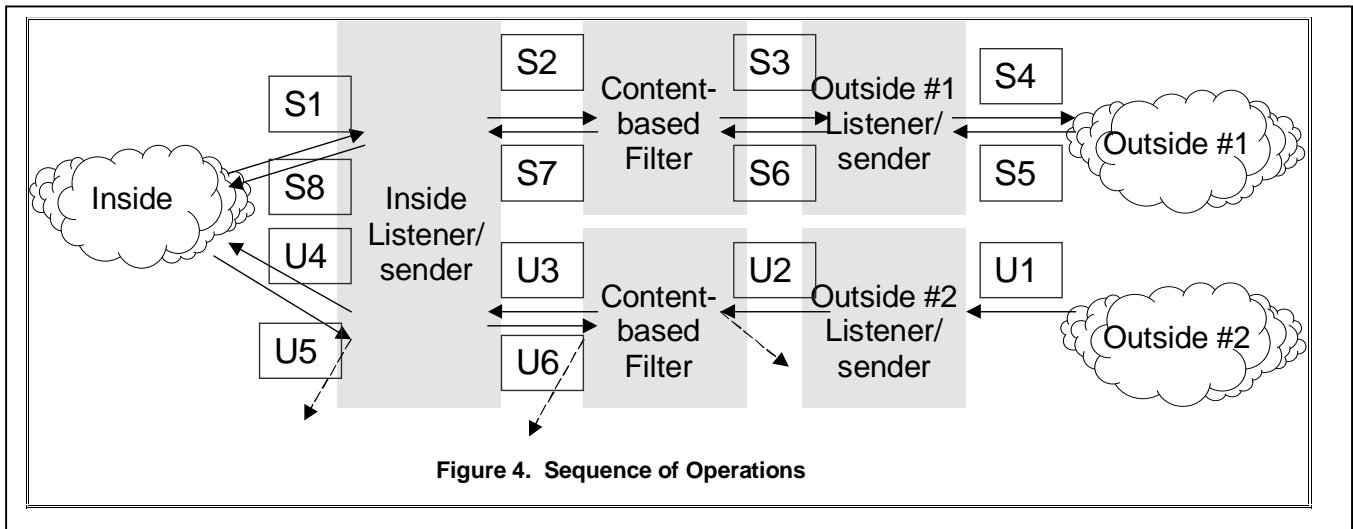 S1
S2
S3
S4
Content-
based
Filter
Outside #1
Listener/
sender
Outside #1
S8
S7
S6
S5
Inside
Inside
Listener/
sender
U4
U3
U2
U1
Content-
based
Filter
Outside #2
Listener/
sender
Outside #2
U5
U6
Figure 4. Sequence of Operations